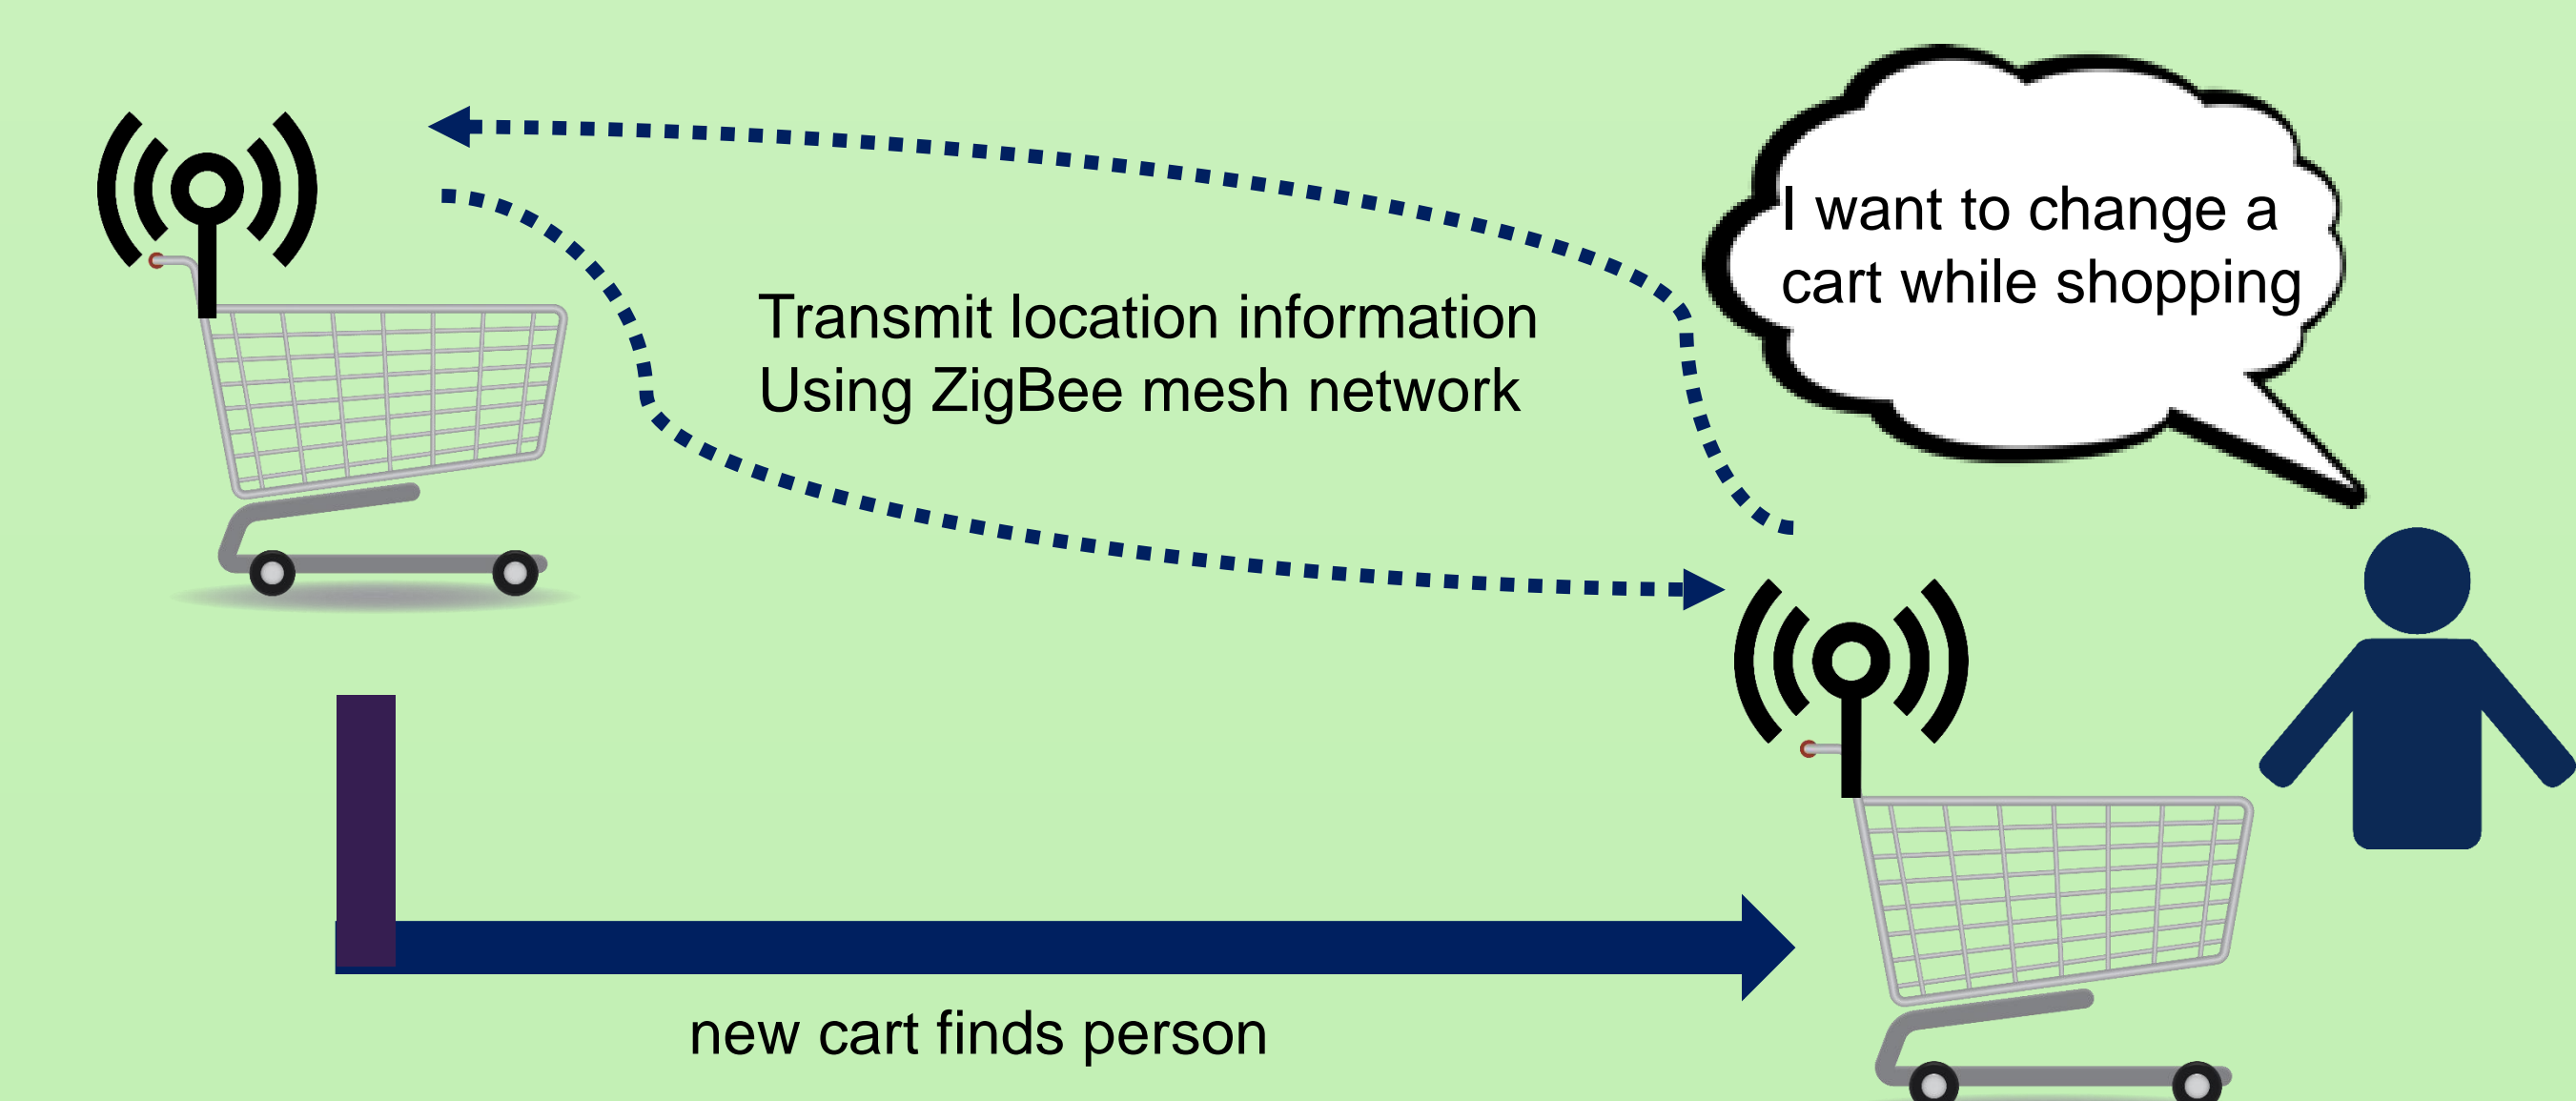 I want to change a
cart while shopping
Transmit location information
Using ZigBee mesh network
new cart finds person